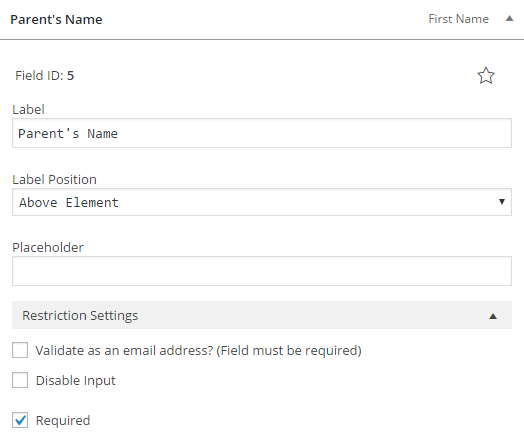 Parent's Name First Name
Field ID: 5
Label
Parent's Name
Label Position
Above Element
Placeholder
Restriction Settings
Validate as an email address? (Field must be required)
Disable Input
Required